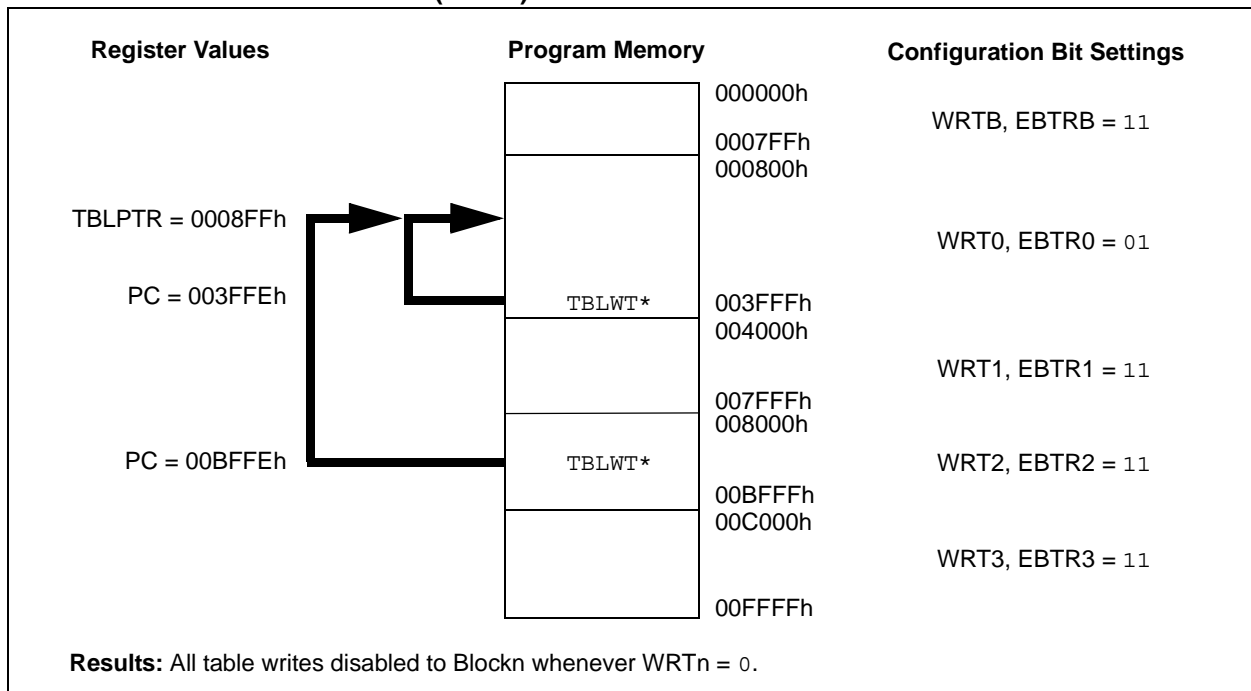 Register Values
Program Memory
Configuration Bit Settings
000000h
WRTB, EBTRB = 11
0007FFh
000800h
TBLPTR = 0008FFh
WRT0, EBTR0 = 01
PC = 003FFEh
TBLWT*
003FFFh
004000h
WRT1, EBTR1 = 11
007FFFh
008000h
PC = 00BFFEh
TBLWT*
WRT2, EBTR2 = 11
00BFFFh
00C000h
WRT3, EBTR3 = 11
00FFFFh
Results: All table writes disabled to Blockn whenever WRTn = 0.